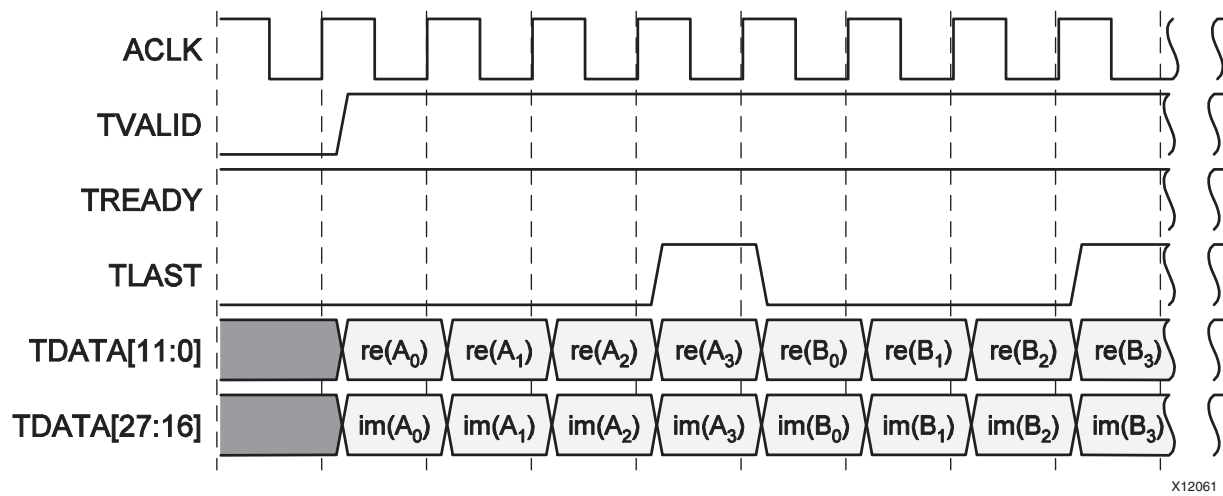 ACLK
TVALID
TREADY
TLAST
TDATA[11:0] re(A₀) re(A₁) re(A₂) re(A₃) re(B₀) re(B₁) re(B₂) re(B₃)
TDATA[27:16] im(A₀) im(A₁) im(A₂) im(A₃) im(B₀) im(B₁) im(B₂) im(B₃)
X12061